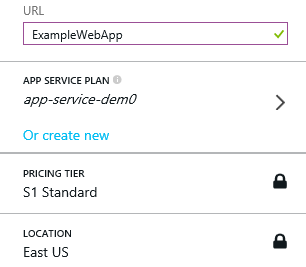 URL
ExampleWebApp
APP SERVICE PLAN
app-service-dem0
Or create new
PRICING TIER
S1 Standard
LOCATION
East US